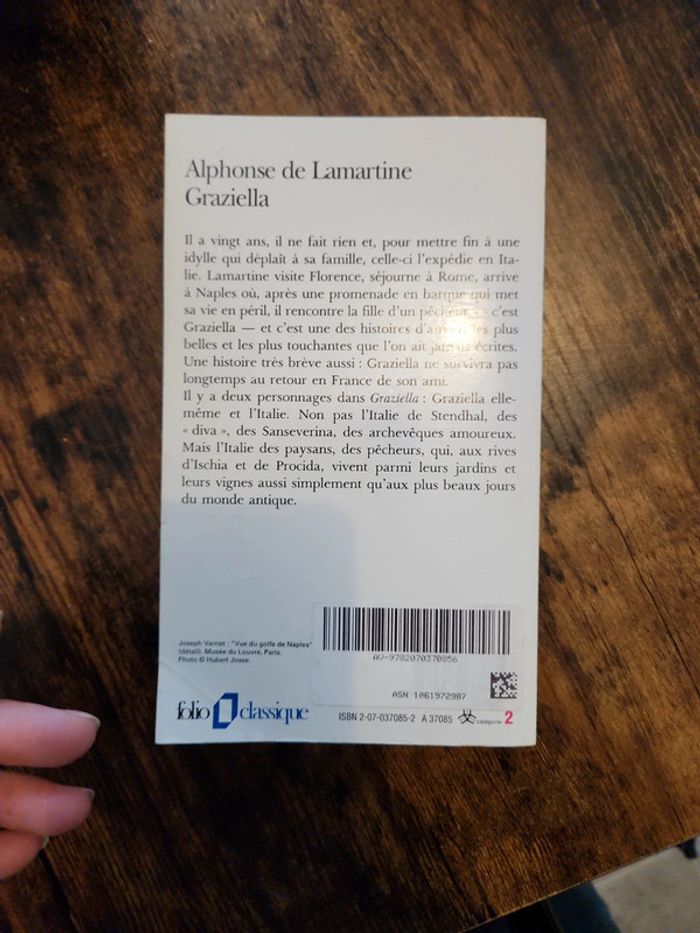 Alphonse de Lamartine
Graziella
Il a vingt ans, il ne fait rien et, pour mettre fin à une
idylle qui déplaît à sa famille, celle-ci l'expédie en Ita-
lie. Lamartine visite Florence, séjourne à Rome, arrive
à Naples où, après une promenade en barque qui met
sa vie en péril, il rencontre la fille d'un pêcheur — c'est
Graziella — et c'est une des histoires d'amour les plus
belles et les plus touchantes que l'on ait jamais écrites.
Une histoire très brève aussi : Graziella ne survivra pas
longtemps au retour en France de son ami.
Il y a deux personnages dans Graziella : Graziella elle-
même et l'Italie. Non pas l'Italie de Stendhal, des
« diva », des Sanseverina, des archevêques amoureux.
Mais l'Italie des paysans, des pêcheurs, qui, aux rives
d'Ischia et de Procida, vivent parmi leurs jardins et
leurs vignes aussi simplement qu'aux plus beaux jours
du monde antique.
Joseph Vernet : "Vue du golfe de Naples"
(détail). Musée du Louvre, Paris.
Photo © Hubert Josse.
AV-9782070370856
ASN 1061972987
folio classique
ISBN 2-07-037085-2 A 37085 catégorie 2